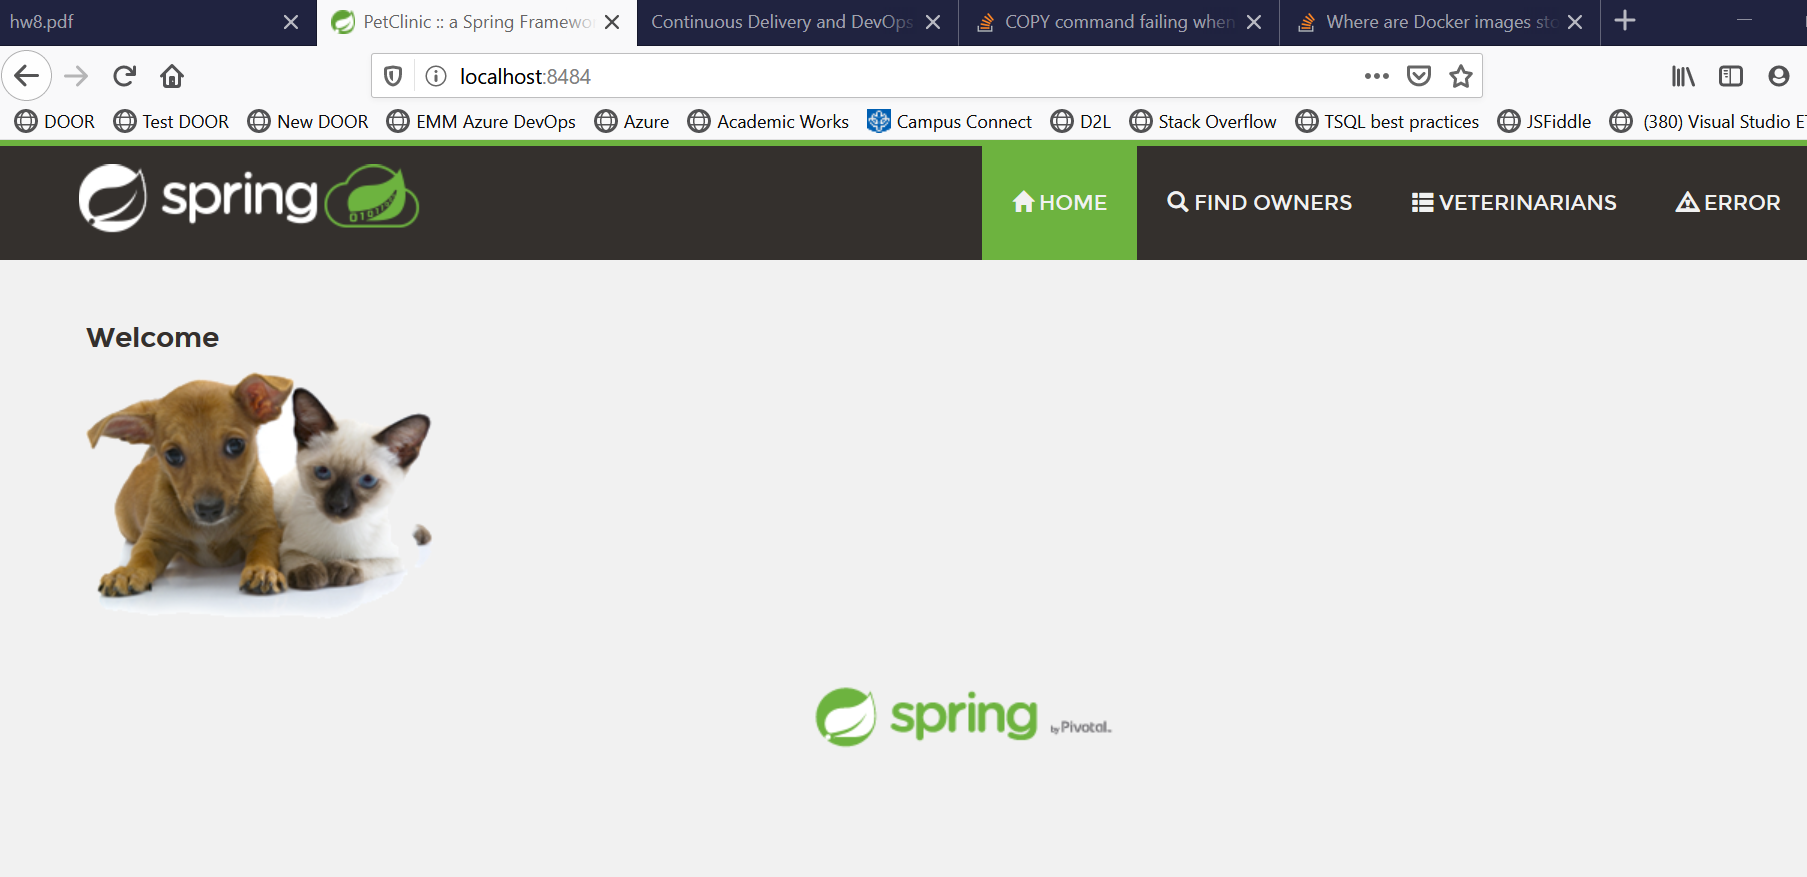 hw8.pdf
PetClinic :: a Spring Framewo
Continuous Delivery and DevOps
COPY command failing when
Where are Docker images sto
localhost:8484
DOOR
Test DOOR
New DOOR
EMM Azure DevOps
Azure
Academic Works
Campus Connect
D2L
Stack Overflow
TSQL best practices
JSFiddle
(380) Visual Studio ET
spring
HOME
FIND OWNERS
VETERINARIANS
ERROR
Welcome
spring by Pivotal.